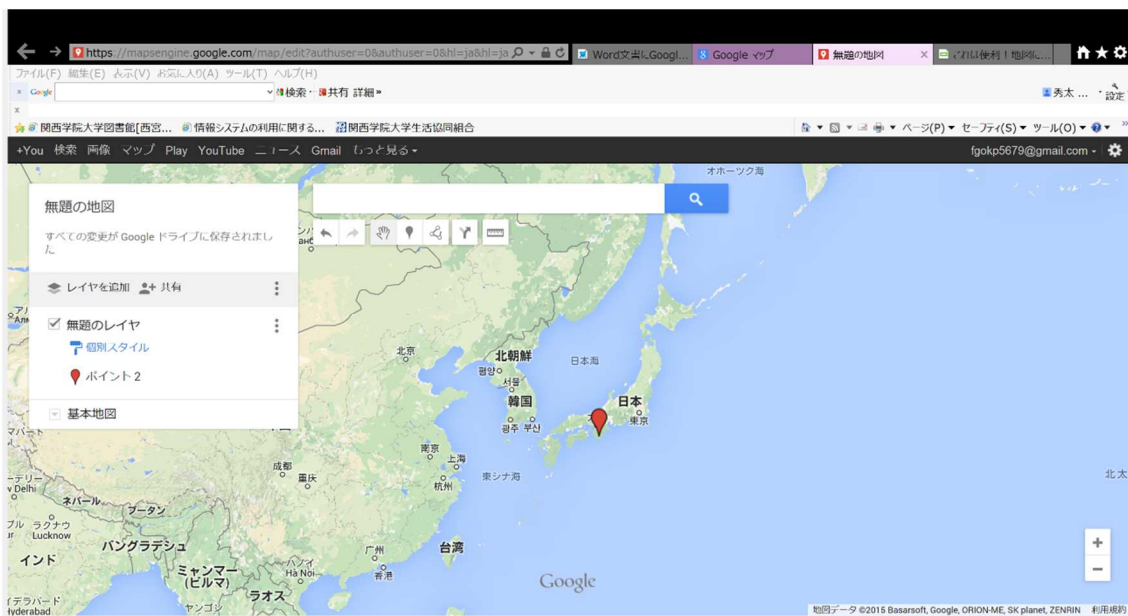 https://mapsengine.google.com/map/edit?authuser=0&authuser=0&hl=ja&hl=ja
Word文書にGoogl...
Google マップ
無題の地図
これは便利！地図に...
ファイル(F) 編集(E) 表示(V) お気に入り(A) ツール(T) ヘルプ(H)
x Google 検索 共有 詳細 »
秀太 ... 設定
x
関西学院大学図書館[西宮... 情報システムの利用に関する... 関西学院大学生活協同組合
ページ(P) セーフティ(S) ツール(O)
+You 検索 画像 マップ Play YouTube ニュース Gmail もっと見る
fgokp5679@gmail.com
オホーツク海
無題の地図
すべての変更が Google ドライブに保存されまし
た
レイヤを追加 共有
無題のレイヤ
個別スタイル
ポイント 2
基本地図
北京
北朝鮮
평양
서울
韓国
광주 부산
日本海
日本
東京
南京
上海
杭州
東シナ海
成都
重慶
北太
デリー
Delhi
ネパール
ブータン
ラクナウ
Lucknow
バングラデシュ
インド
ミャンマー
(ビルマ)
ハノイ
Hà Nội
ラオス
广州
香港
台湾
ヤンゴン
Hyderabad
Google
地図データ ©2015 Basarsoft, Google, ORION-ME, SK planet, ZENRIN 利用規約